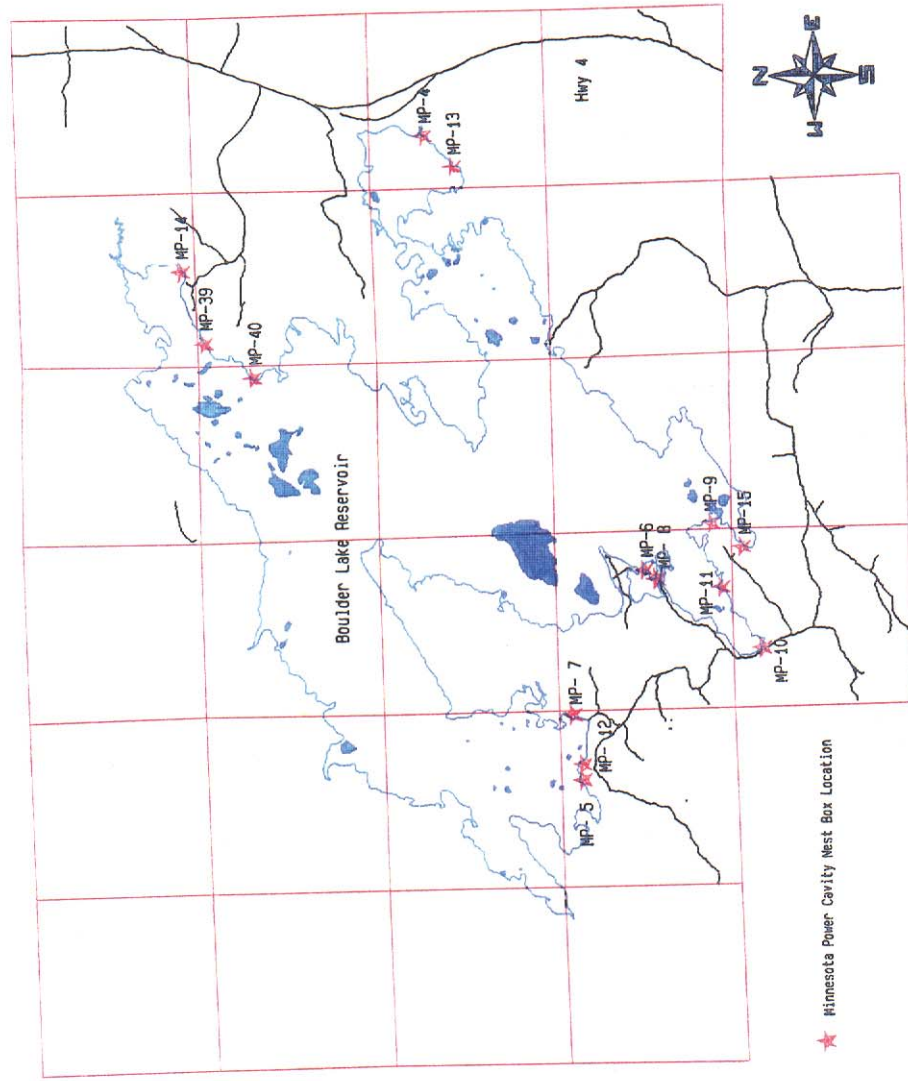 MP-14
MP-39
MP-40
MP-4
MP-13
Hwy 4
N
E
S
W
Boulder Lake Reservoir
MP-9
MP-15
MP-6
MP- 8
MP-11
MP-10
MP- 7
MP- 12
MP- 5
Minnesota Power Cavity Nest Box Location